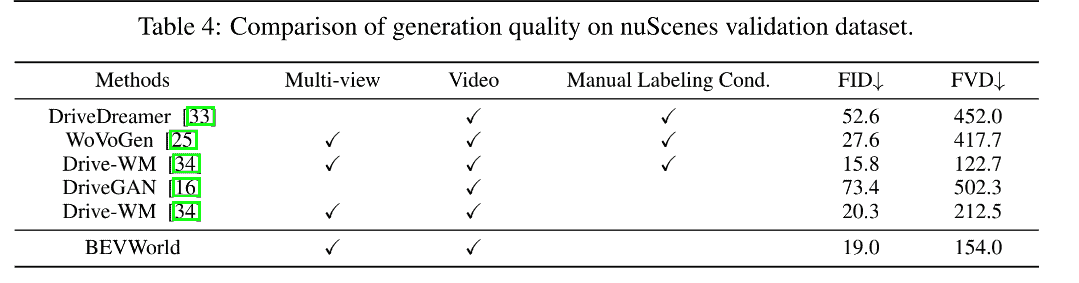 Table 4: Comparison of generation quality on nuScenes validation dataset.
Methods Multi-view Video Manual Labeling Cond. FID↓ FVD↓
DriveDreamer [33] ✓ ✓ 52.6 452.0
WoVoGen [25] ✓ ✓ ✓ 27.6 417.7
Drive-WM [34] ✓ ✓ ✓ 15.8 122.7
DriveGAN [16] ✓ 73.4 502.3
Drive-WM [34] ✓ ✓ 20.3 212.5
BEVWorld ✓ ✓ 19.0 154.0